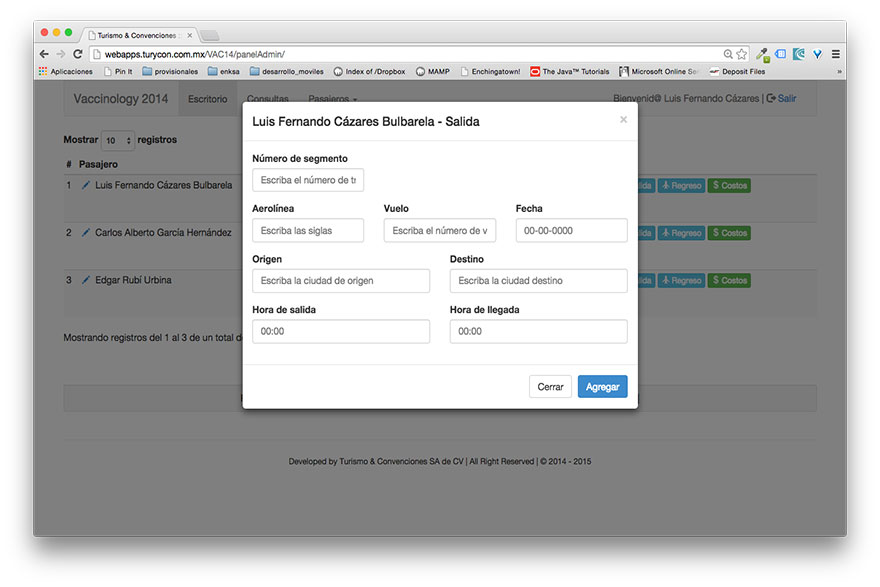 Turismo & Convenciones
webapps.turycon.com.mx/VAC14/panelAdmin/
Aplicaciones Pin It provisionales enksa desarrollo_moviles Index of /Dropbox MAMP Enchingatown! The Java™ Tutorials Microsoft Online Ser Deposit Files »
Vaccinology 2014 Escritorio Consultas Pasajeros Bienvenid@ Luis Fernando Cázares | Salir
Luis Fernando Cázares Bulbarela - Salida ×
Mostrar 10 registros
# Pasajero
Número de segmento
Escriba el número de tr
1 Luis Fernando Cázares Bulbarela lida Regreso $ Costos
Aerolínea Vuelo Fecha
Escriba las siglas Escriba el número de v 00-00-0000
2 Carlos Alberto García Hernández lida Regreso $ Costos
Origen Destino
Escriba la ciudad de origen Escriba la ciudad destino
3 Edgar Rubí Urbina lida Regreso $ Costos
Hora de salida Hora de llegada
00:00 00:00
Mostrando registros del 1 al 3 de un total d
Cerrar Agregar
Developed by Turismo & Convenciones SA de CV | All Right Reserved | © 2014 - 2015